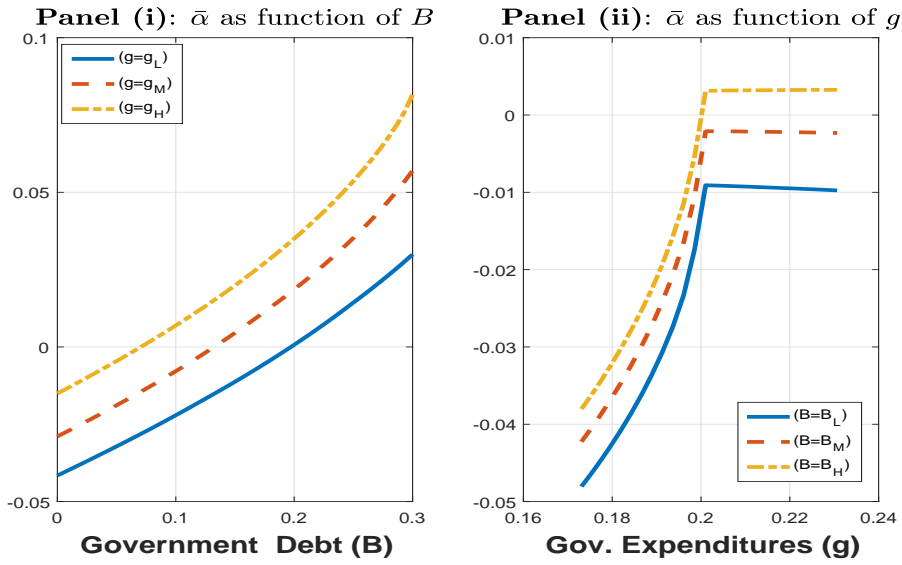 Panel (i): ᾱ as function of B
0.1
0.05
0
-0.05
0
0.1
0.2
0.3
Government Debt (B)
(g=g_L)
(g=g_M)
(g=g_H)
Panel (ii): ᾱ as function of g
0.01
0
-0.01
-0.02
-0.03
-0.04
-0.05
0.16
0.18
0.2
0.22
0.24
Gov. Expenditures (g)
(B=B_L)
(B=B_M)
(B=B_H)